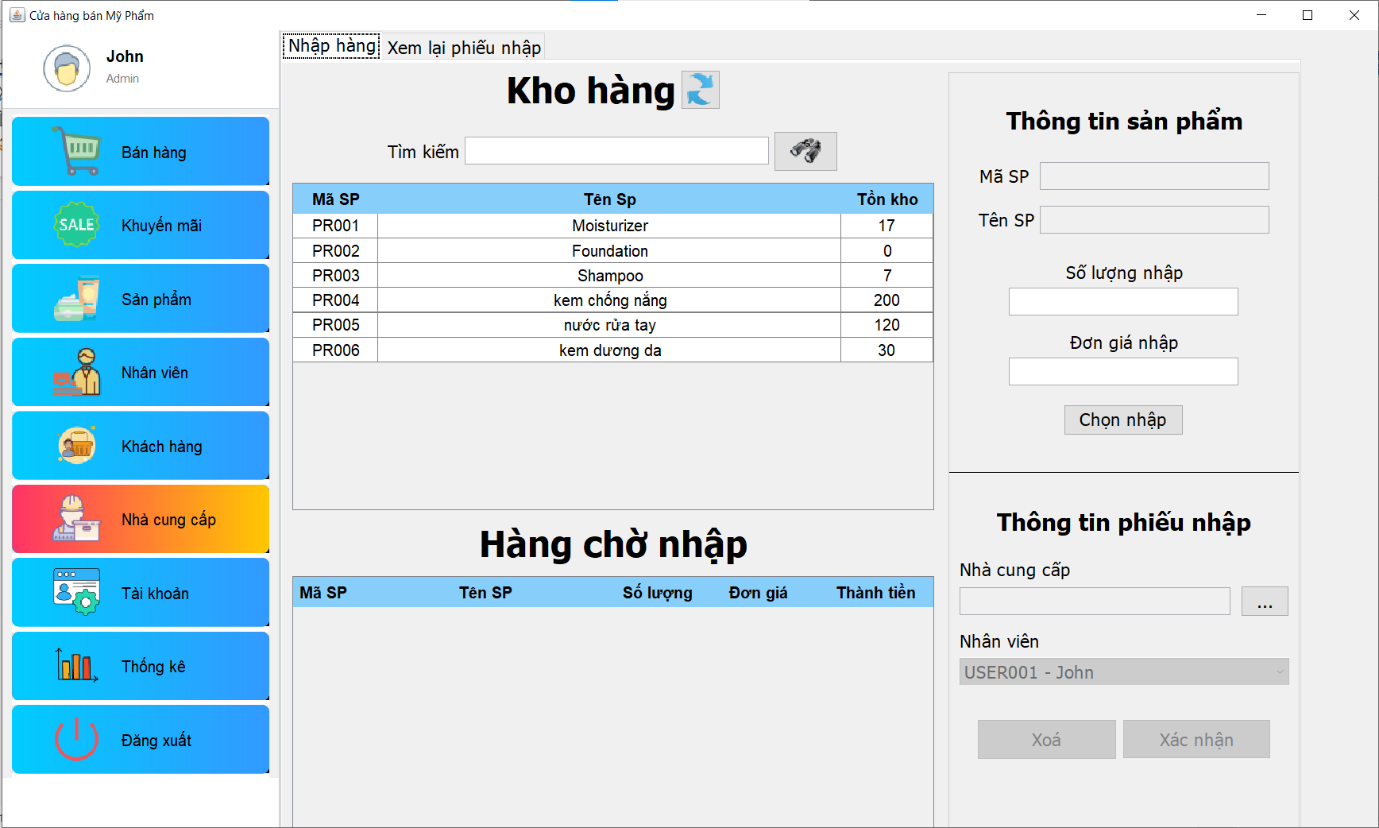 Cửa hàng bán Mỹ Phẩm
John
Admin
Bán hàng
SALE
Khuyến mãi
Sản phẩm
Nhân viên
Khách hàng
Nhà cung cấp
Tài khoản
Thống kê
Đăng xuất
Nhập hàng Xem lại phiếu nhập
Kho hàng
Tìm kiếm
Mã SP Tên Sp Tồn kho
PR001 Moisturizer 17
PR002 Foundation 0
PR003 Shampoo 7
PR004 kem chống nắng 200
PR005 nước rửa tay 120
PR006 kem dương da 30
Hàng chờ nhập
Mã SP Tên SP Số lượng Đơn giá Thành tiền
Thông tin sản phẩm
Mã SP
Tên SP
Số lượng nhập
Đơn giá nhập
Chọn nhập
Thông tin phiếu nhập
Nhà cung cấp
...
Nhân viên
USER001 - John
Xoá Xác nhận